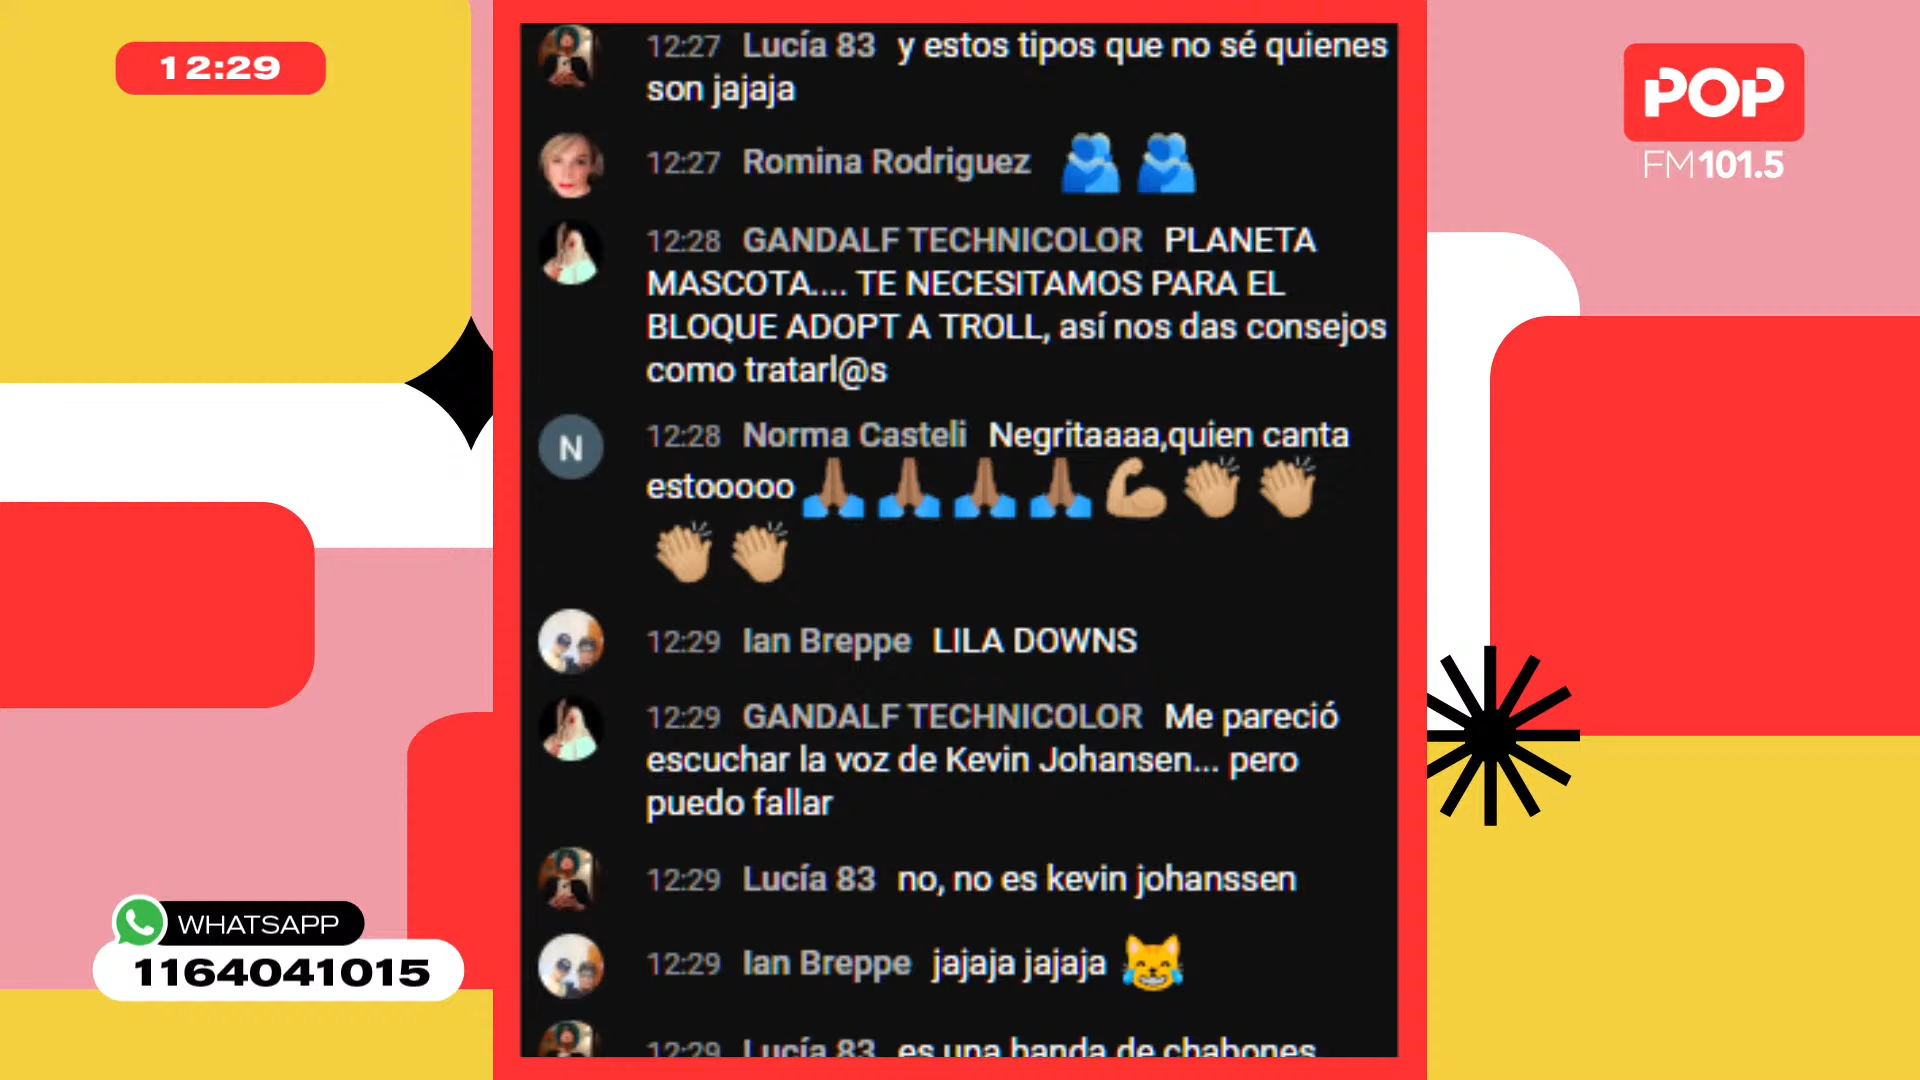 12:29
12:27 Lucía 83 y estos tipos que no sé quienes
son jajaja
12:27 Romina Rodriguez
12:28 GANDALF TECHNICOLOR PLANETA
MASCOTA.... TE NECESITAMOS PARA EL
BLOQUE ADOPT A TROLL, así nos das consejos
como tratarl@s
N
12:28 Norma Casteli Negritaaaa,quien canta
estooooo
12:29 Ian Breppe LILA DOWNS
12:29 GANDALF TECHNICOLOR Me pareció
escuchar la voz de Kevin Johansen... pero
puedo fallar
12:29 Lucía 83 no, no es kevin johanssen
12:29 Ian Breppe jajaja jajaja
12:29 Lucía 83 es una banda de chabones
POP
FM101.5
WHATSAPP
1164041015